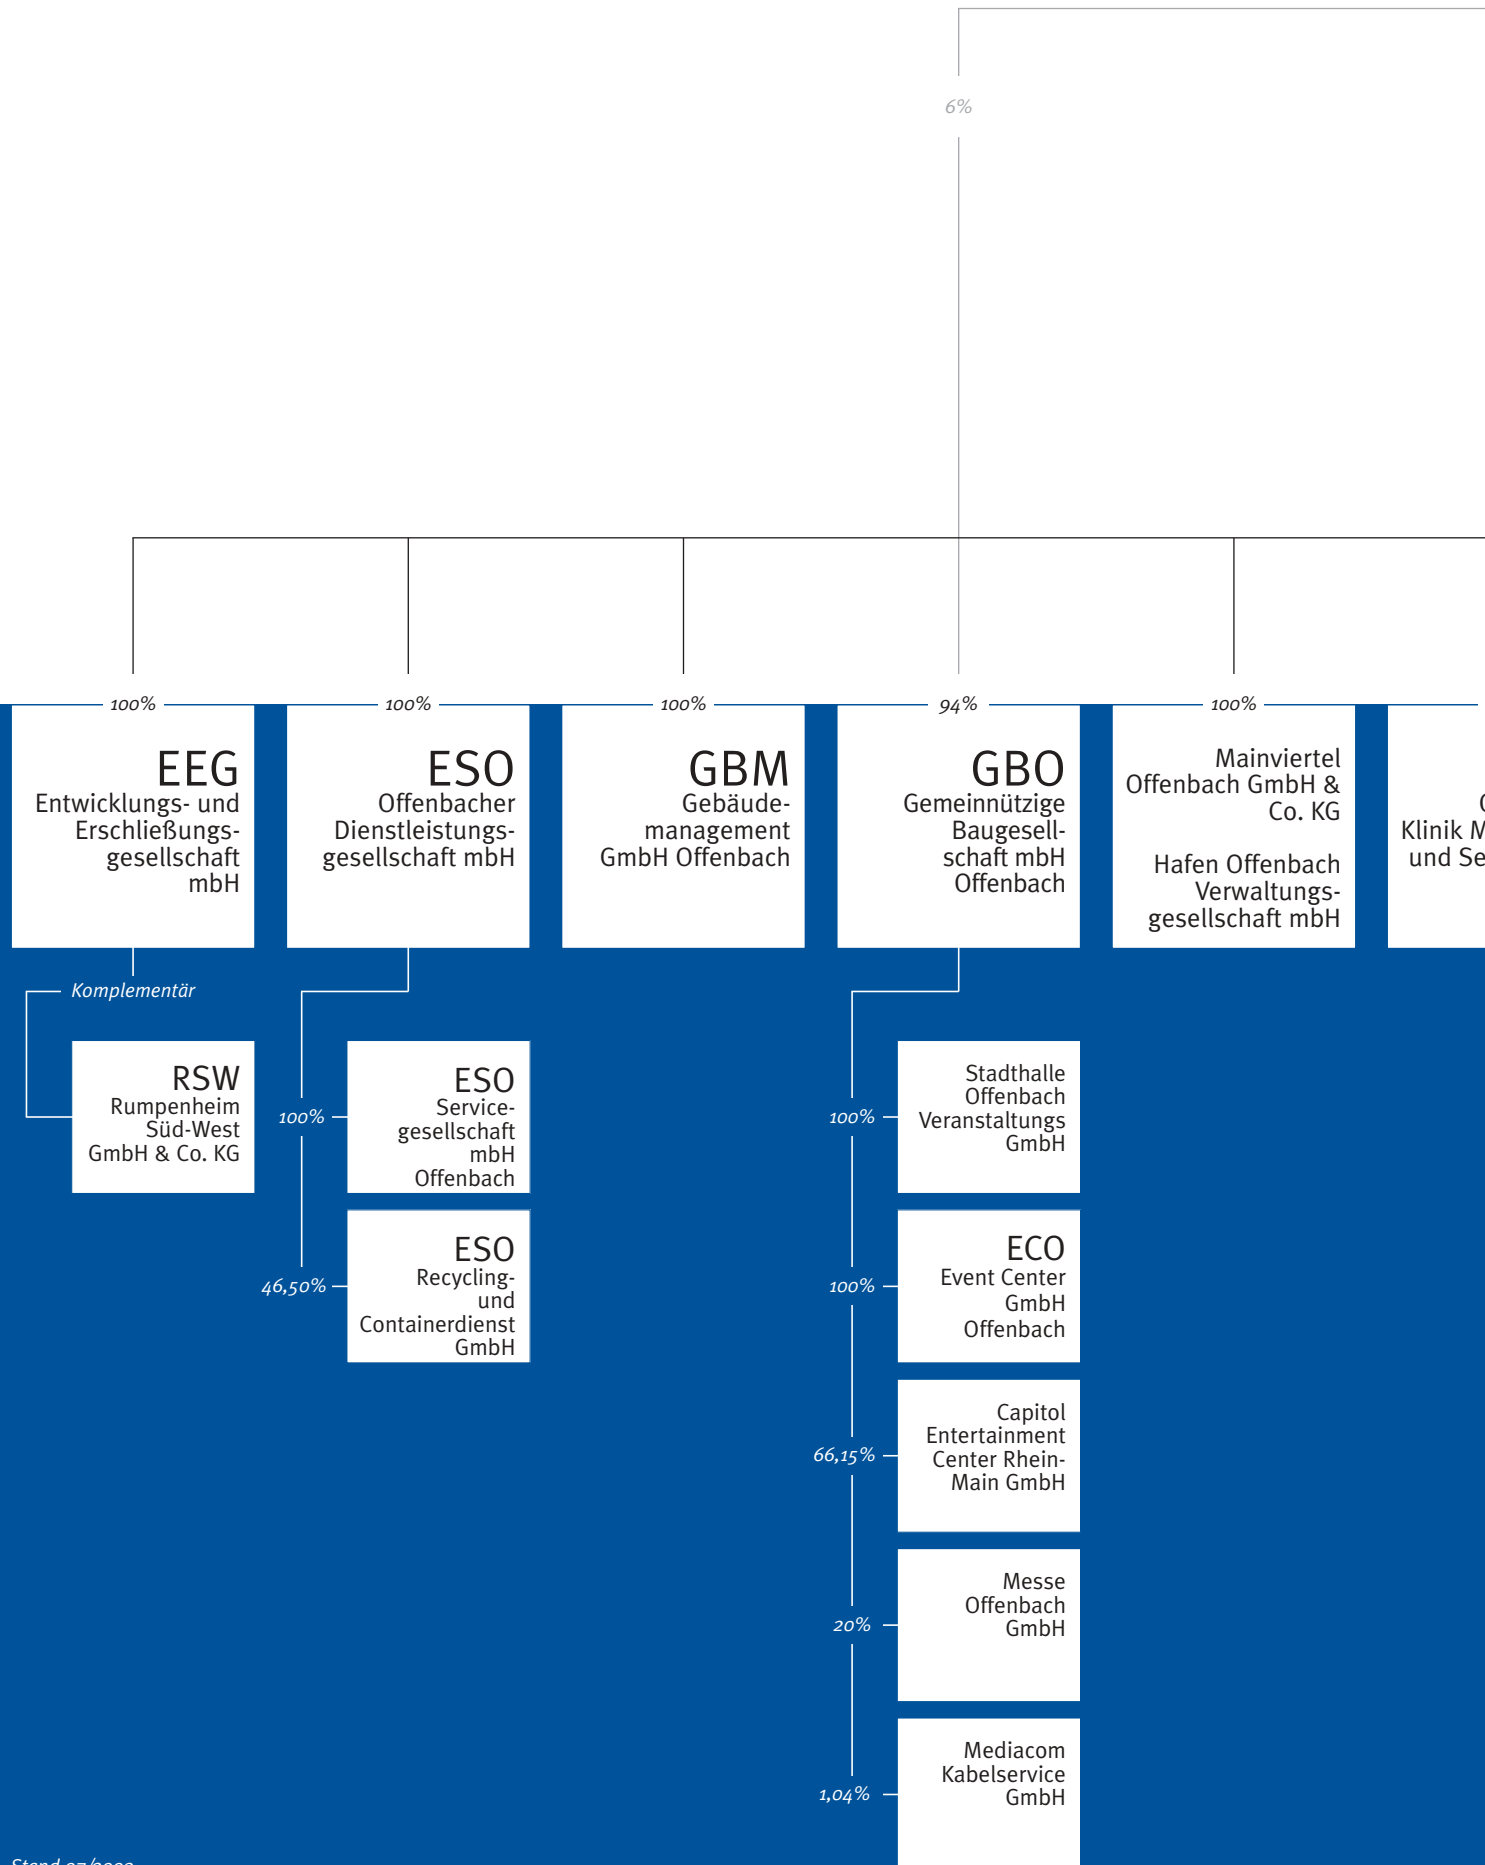 6%
100%
EEG
Entwicklungs- und
Erschließungs-
gesellschaft
mbH
100%
ESO
Offenbacher
Dienstleistungs-
gesellschaft mbH
100%
GBM
Gebäude-
management
GmbH Offenbach
94%
GBO
Gemeinnützige
Baugesell-
schaft mbH
Offenbach
100%
Mainviertel
Offenbach GmbH &
Co. KG
Hafen Offenbach
Verwaltungs-
gesellschaft mbH
Klinik
und
Komplementär
RSW
Rumpenheim
Süd-West
GmbH & Co. KG
100%
ESO
Service-
gesellschaft
mbH
Offenbach
46,50%
ESO
Recycling-
und
Containerdienst
GmbH
100%
Stadthalle
Offenbach
Veranstaltungs
GmbH
100%
ECO
Event Center
GmbH
Offenbach
66,15%
Capitol
Entertainment
Center Rhein-
Main GmbH
20%
Messe
Offenbach
GmbH
1,04%
Mediacom
Kabelservice
GmbH
Stand